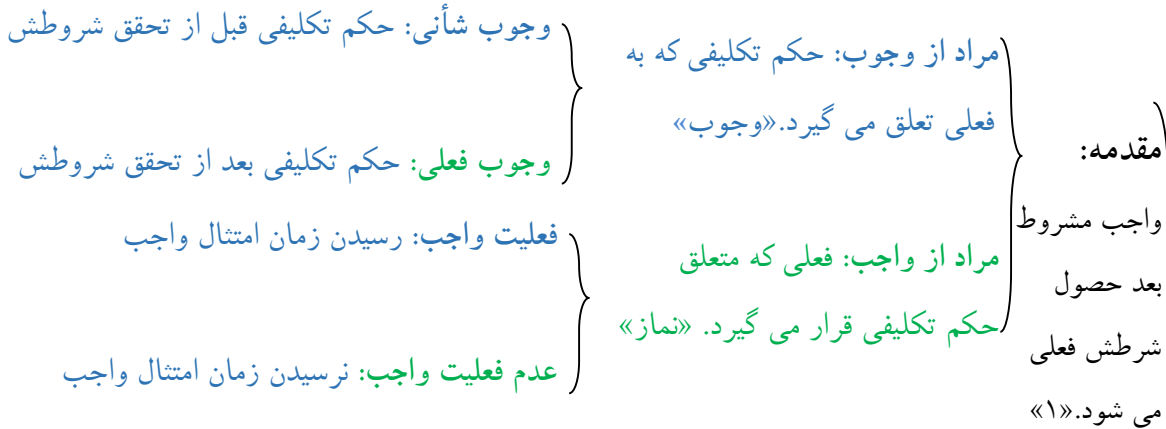 مقدمه:
واجب مشروط
بعد حصول
شرطش فعلی
می شود.«۱»
مراد از وجوب: حکم تکلیفی که به
فعلی تعلق می گیرد.«وجوب»
وجوب شأنی: حکم تکلیفی قبل از تحقق شروطش
وجوب فعلی: حکم تکلیفی بعد از تحقق شروطش
مراد از واجب: فعلی که متعلق
حکم تکلیفی قرار می گیرد. «نماز»
فعلیت واجب: رسیدن زمان امتثال واجب
عدم فعلیت واجب: نرسیدن زمان امتثال واجب